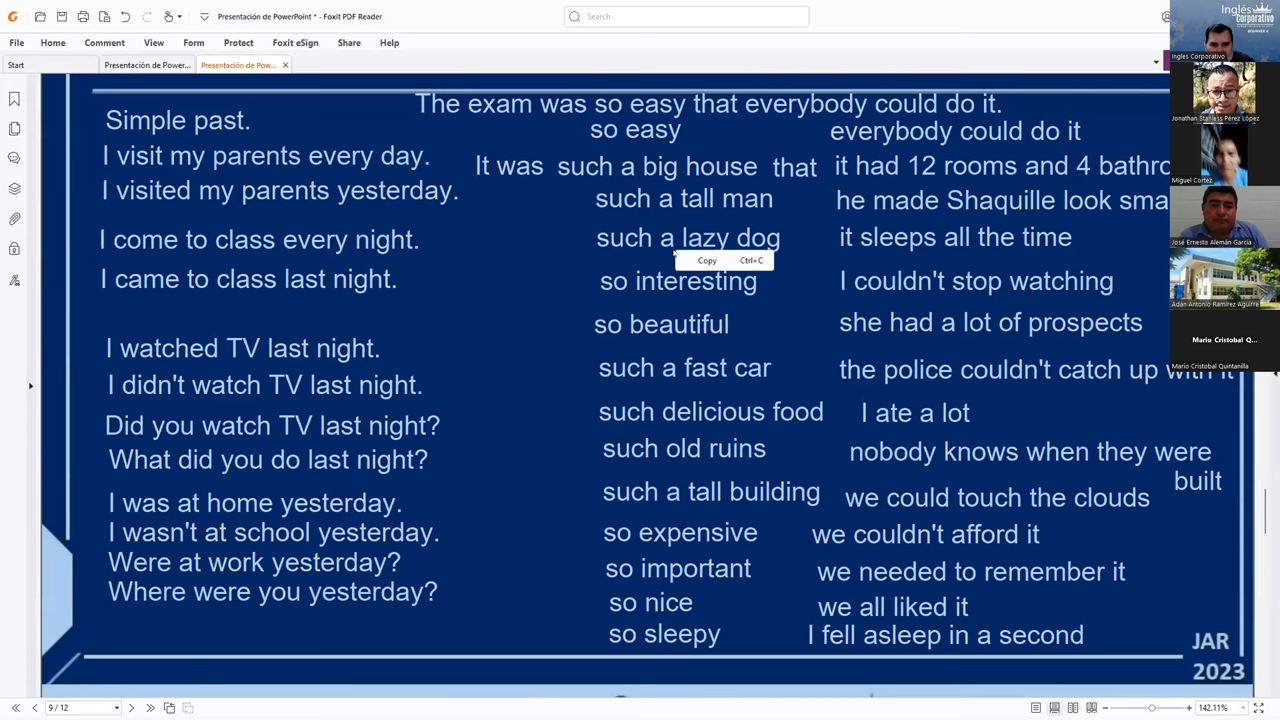 Presentación de PowerPoint * - Foxit PDF Reader
Search
File Home Comment View Form Protect Foxit eSign Share Help
Start
Presentación de Power...
Presentación de Pow...
Simple past.
I visit my parents every day.
I visited my parents yesterday.
I come to class every night.
I came to class last night.
I watched TV last night.
I didn't watch TV last night.
Did you watch TV last night?
What did you do last night?
I was at home yesterday.
I wasn't at school yesterday.
Were at work yesterday?
Where were you yesterday?
The exam was so easy that everybody could do it.
so easy everybody could do it
It was such a big house that it had 12 rooms and 4 bathro
such a tall man he made Shaquille look sma
such a lazy dog it sleeps all the time
Copy Ctrl+C
so interesting I couldn't stop watching
so beautiful she had a lot of prospects
such a fast car the police couldn't catch up with it
such delicious food I ate a lot
such old ruins nobody knows when they were
built
such a tall building we could touch the clouds
so expensive we couldn't afford it
so important we needed to remember it
so nice we all liked it
so sleepy I fell asleep in a second
JAR
2023
Inglés
Corporativo
BEGINNER 4
Inglés Corporativo
Jonathan Stanless Pérez López
Miguel Cortez
José Ernesto Alemán García
Adán Antonio Ramírez Aguirre
Mario Cristobal Q...
Mario Cristobal Quintanilla
9 / 12
142.11%